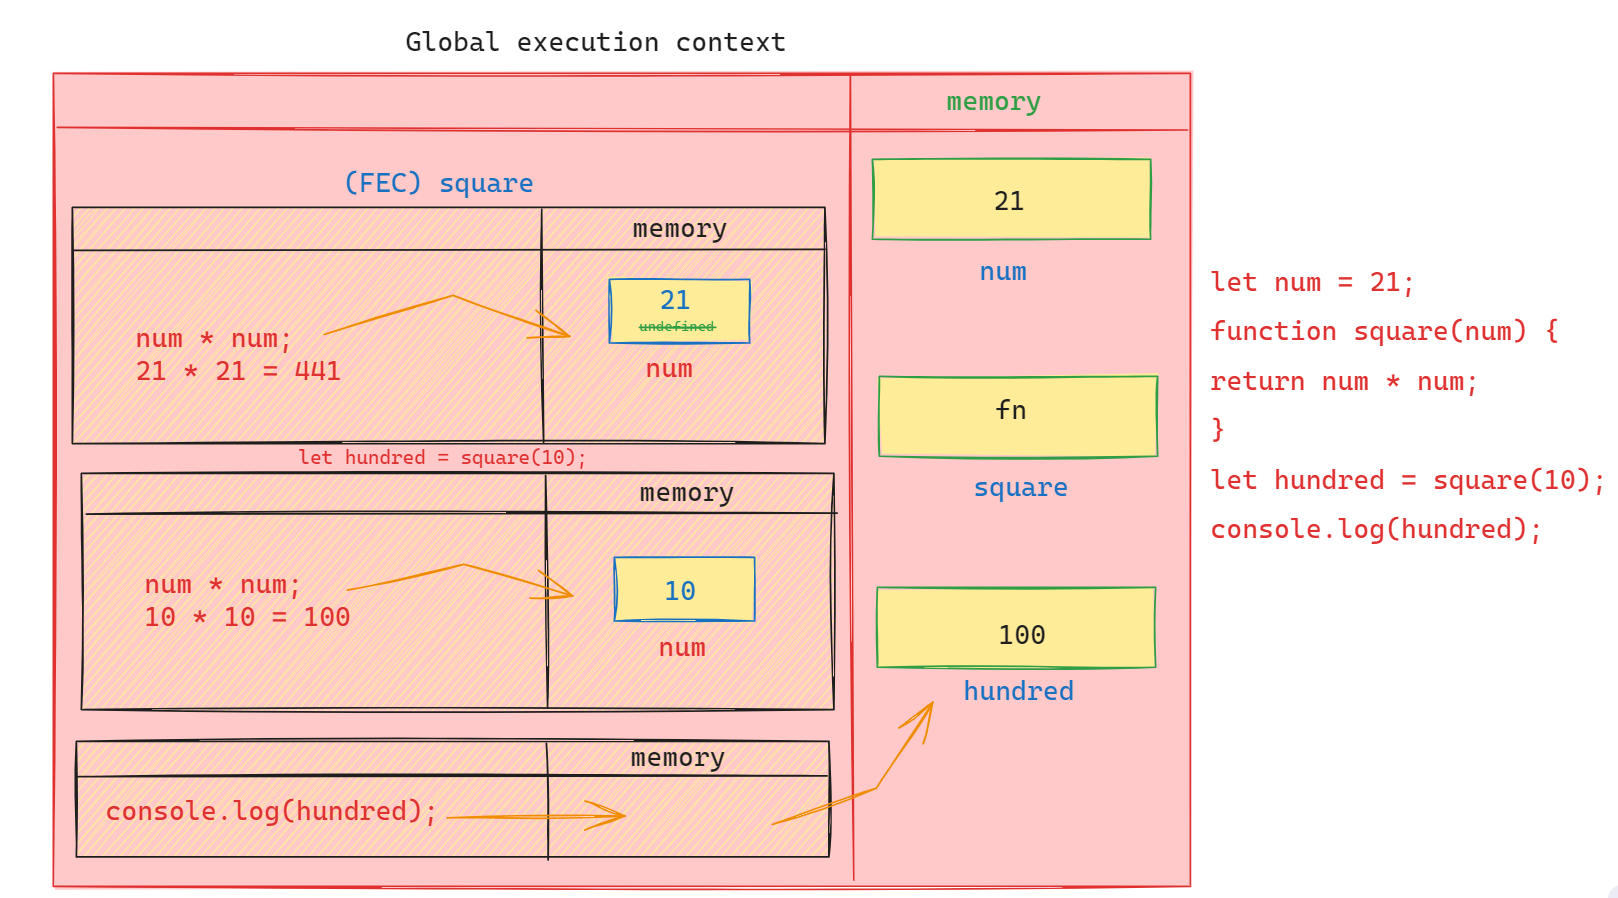 Global execution context
memory
(FEC) square
memory
num * num;
21 * 21 = 441
21
undefined
num
let hundred = square(10);
memory
num * num;
10 * 10 = 100
10
num
memory
console.log(hundred);
21
num
fn
square
100
hundred
let num = 21;
function square(num) {
return num * num;
}
let hundred = square(10);
console.log(hundred);